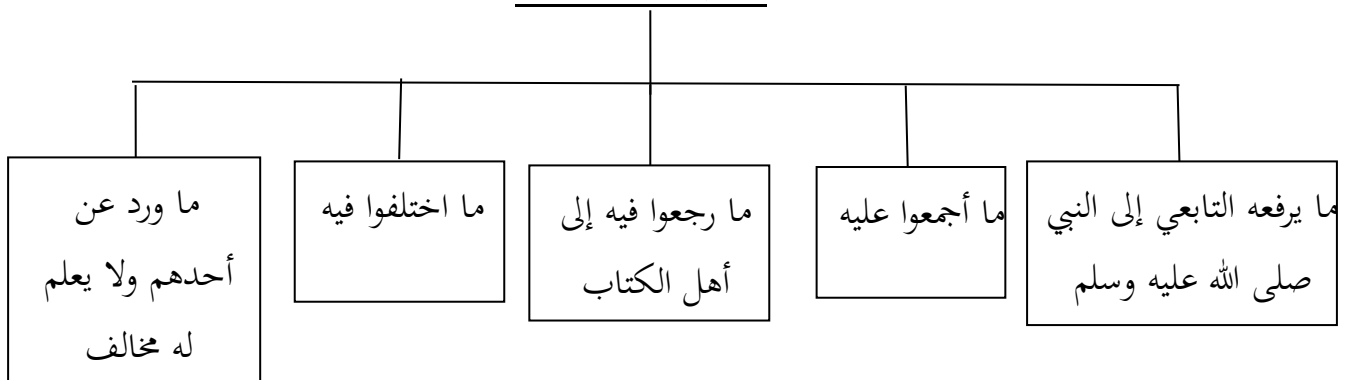 ما يرفعه التابعي إلى النبي
صلى الله عليه وسلم
ما أجمعوا عليه
ما رجعوا فيه إلى
أهل الكتاب
ما اختلفوا فيه
ما ورد عن
أحدهم ولا يعلم
له مخالف